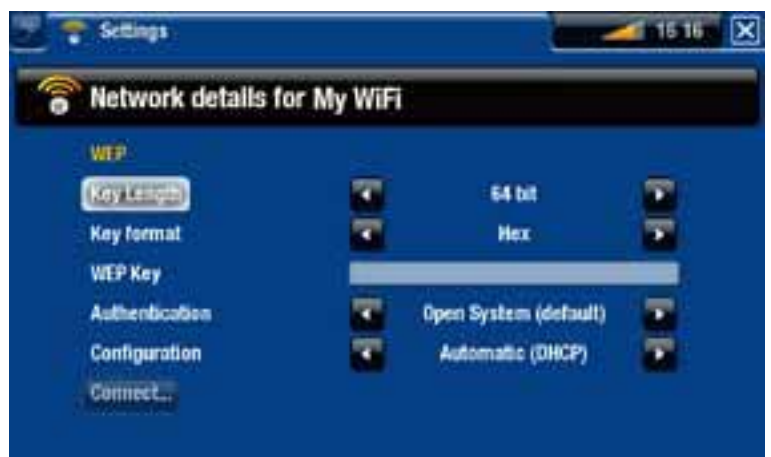 Settings
16 16
Network details for My WiFi
WEP
Key Length
64 bit
Key format
Hex
WEP Key
Authentication
Open System (default)
Configuration
Automatic (DHCP)
Connect...